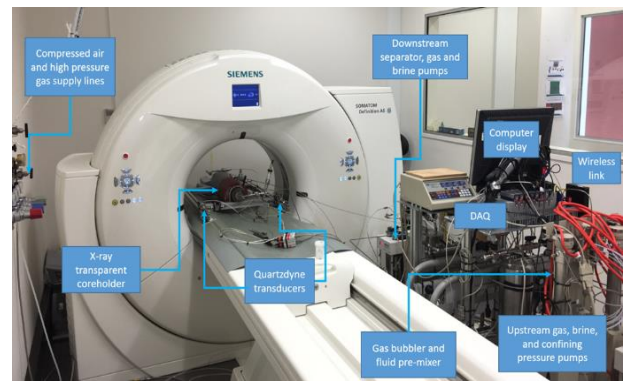 Compressed air
and high pressure
gas supply lines
Downstream
separator, gas and
brine pumps
SIEMENS
SOMATOM
Definition AS
Computer
display
Wireless
link
DAQ
X-ray
transparent
coreholder
Quartzdyne
transducers
Gas bubbler and
fluid pre-mixer
Upstream gas, brine,
and confining
pressure pumps